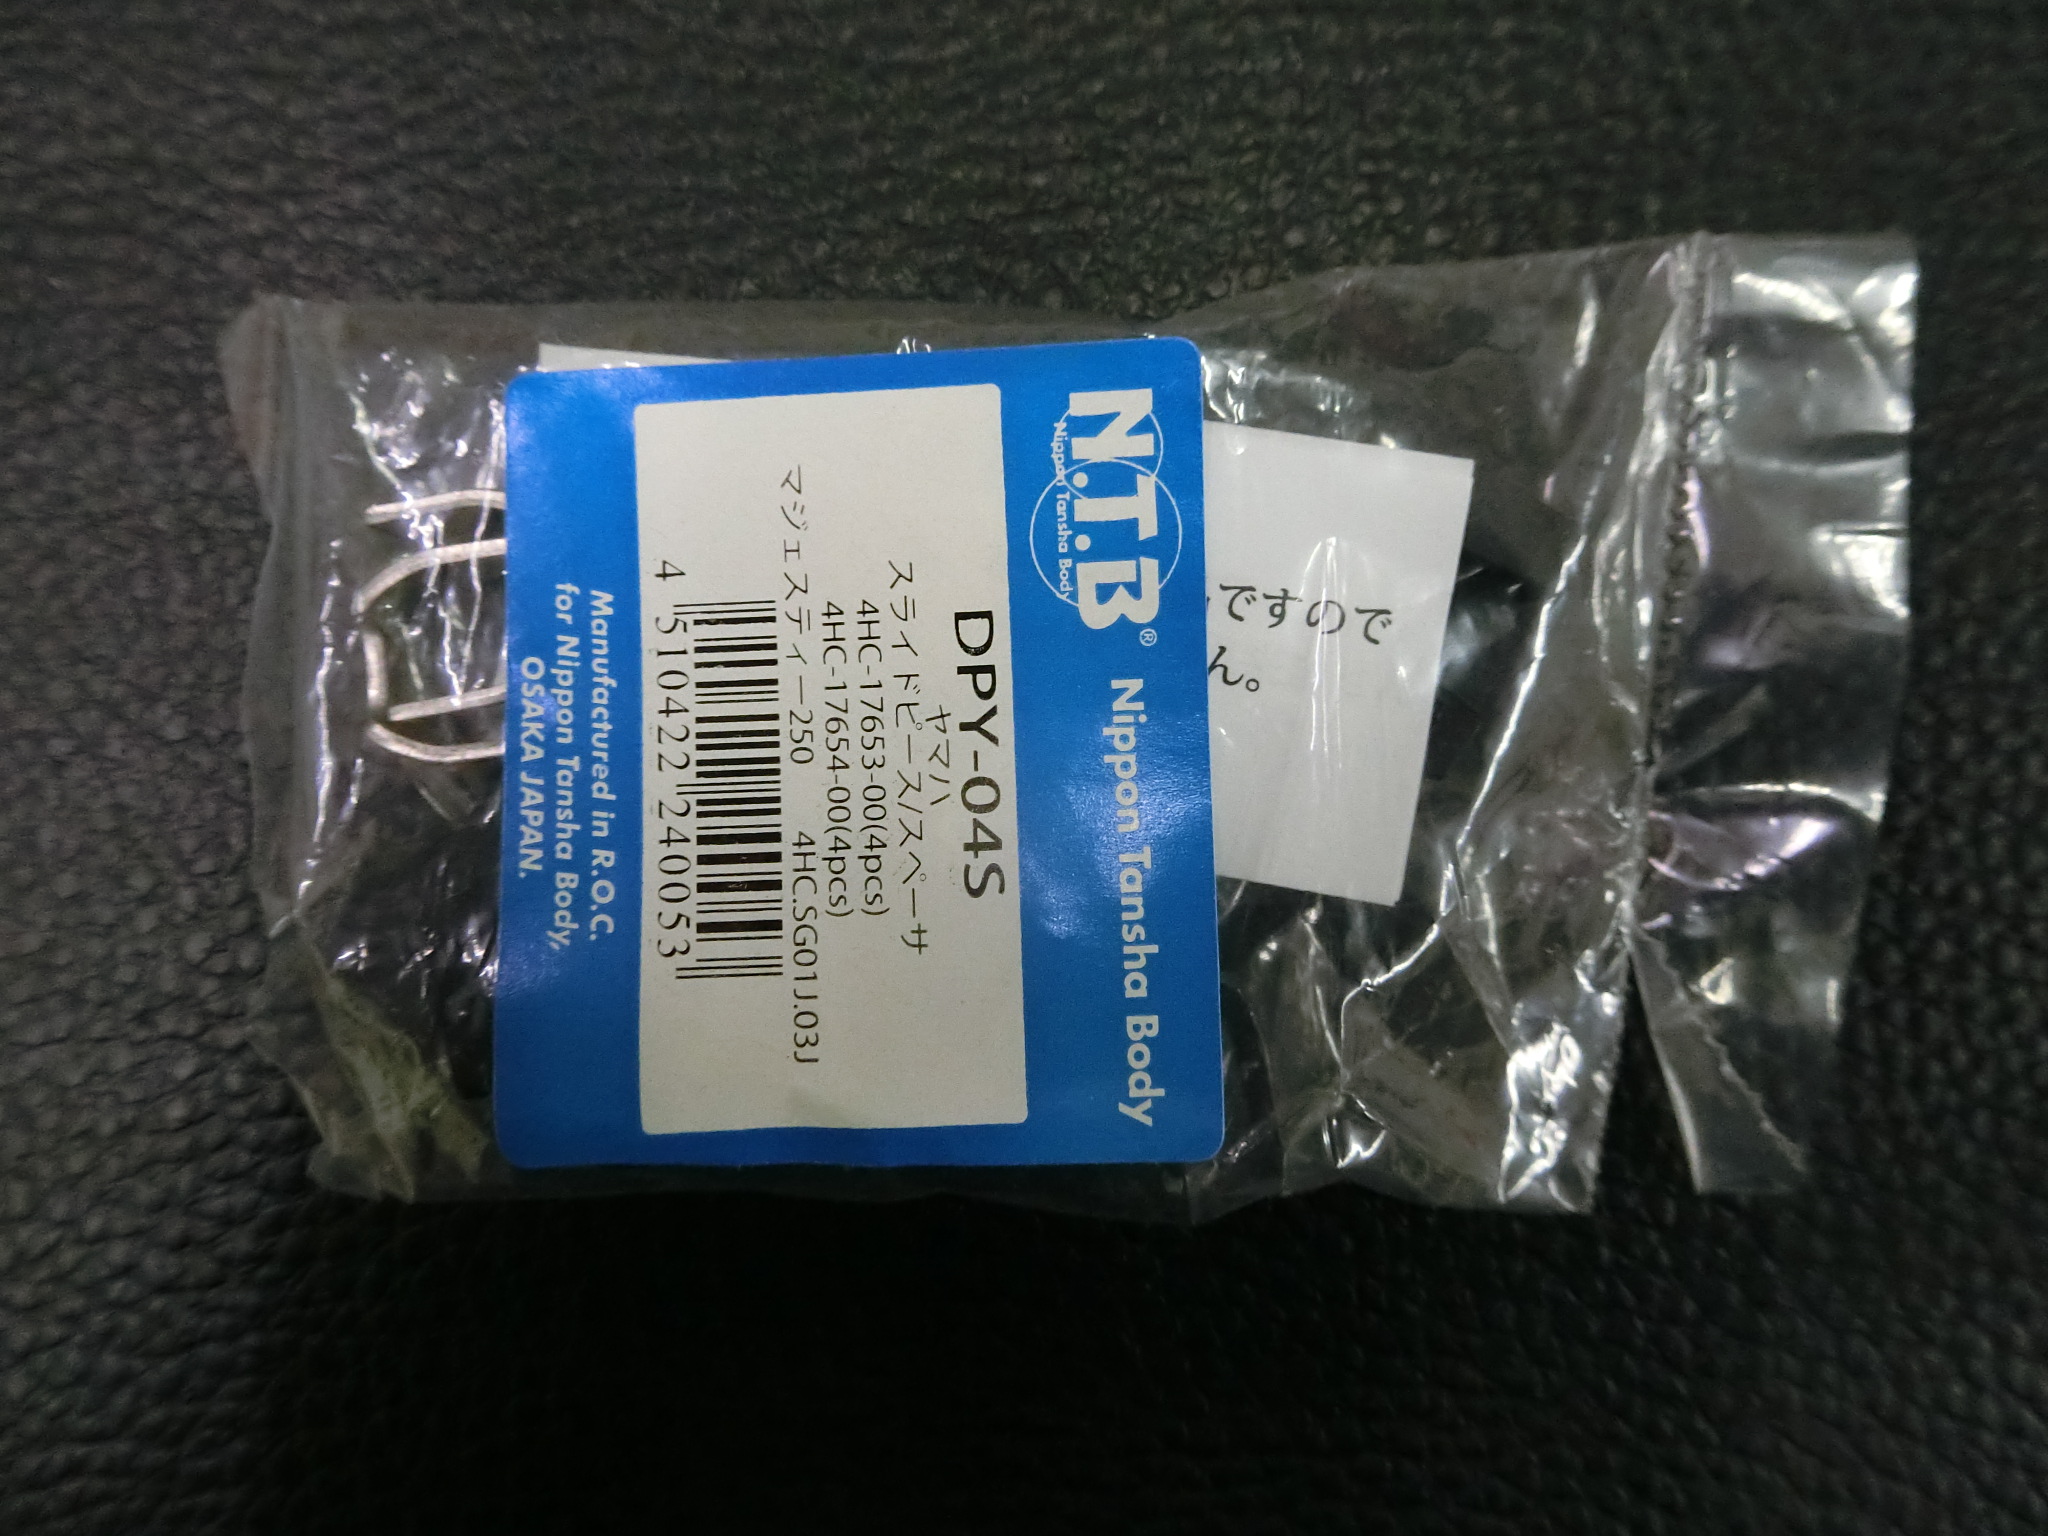 N.T.B® Nippon Tansha Body
Nippon Tansha Body
DPY-04S
ヤマハ
スライドピース/スペーサ
4HC-17653-00(4pcs)
4HC-17654-00(4pcs)
マジェスティー250 4HC.SG01J.03J
4 510422 240053
Manufactured in R.O.C.
for Nippon Tansha Body,
OSAKA JAPAN.
ですので
ん。